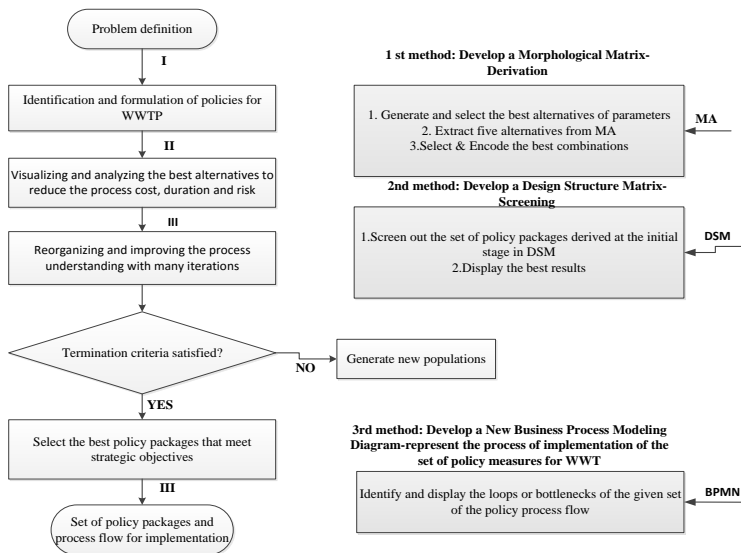 Problem definition
I
Identification and formulation of policies for
WWTP
II
Visualizing and analyzing the best alternatives to
reduce the process cost, duration and risk
III
Reorganizing and improving the process
understanding with many iterations
Termination criteria satisfied?
NO
Generate new populations
YES
Select the best policy packages that meet
strategic objectives
III
Set of policy packages and
process flow for implementation
1 st method: Develop a Morphological Matrix-
Derivation
1. Generate and select the best alternatives of parameters
2. Extract five alternatives from MA
3.Select & Encode the best combinations
MA
2nd method: Develop a Design Structure Matrix-
Screening
1.Screen out the set of policy packages derived at the initial
stage in DSM
2.Display the best results
DSM
3rd method: Develop a New Business Process Modeling
Diagram-represent the process of implementation of the
set of policy measures for WWT
Identify and display the loops or bottlenecks of the given set
of the policy process flow
BPMN